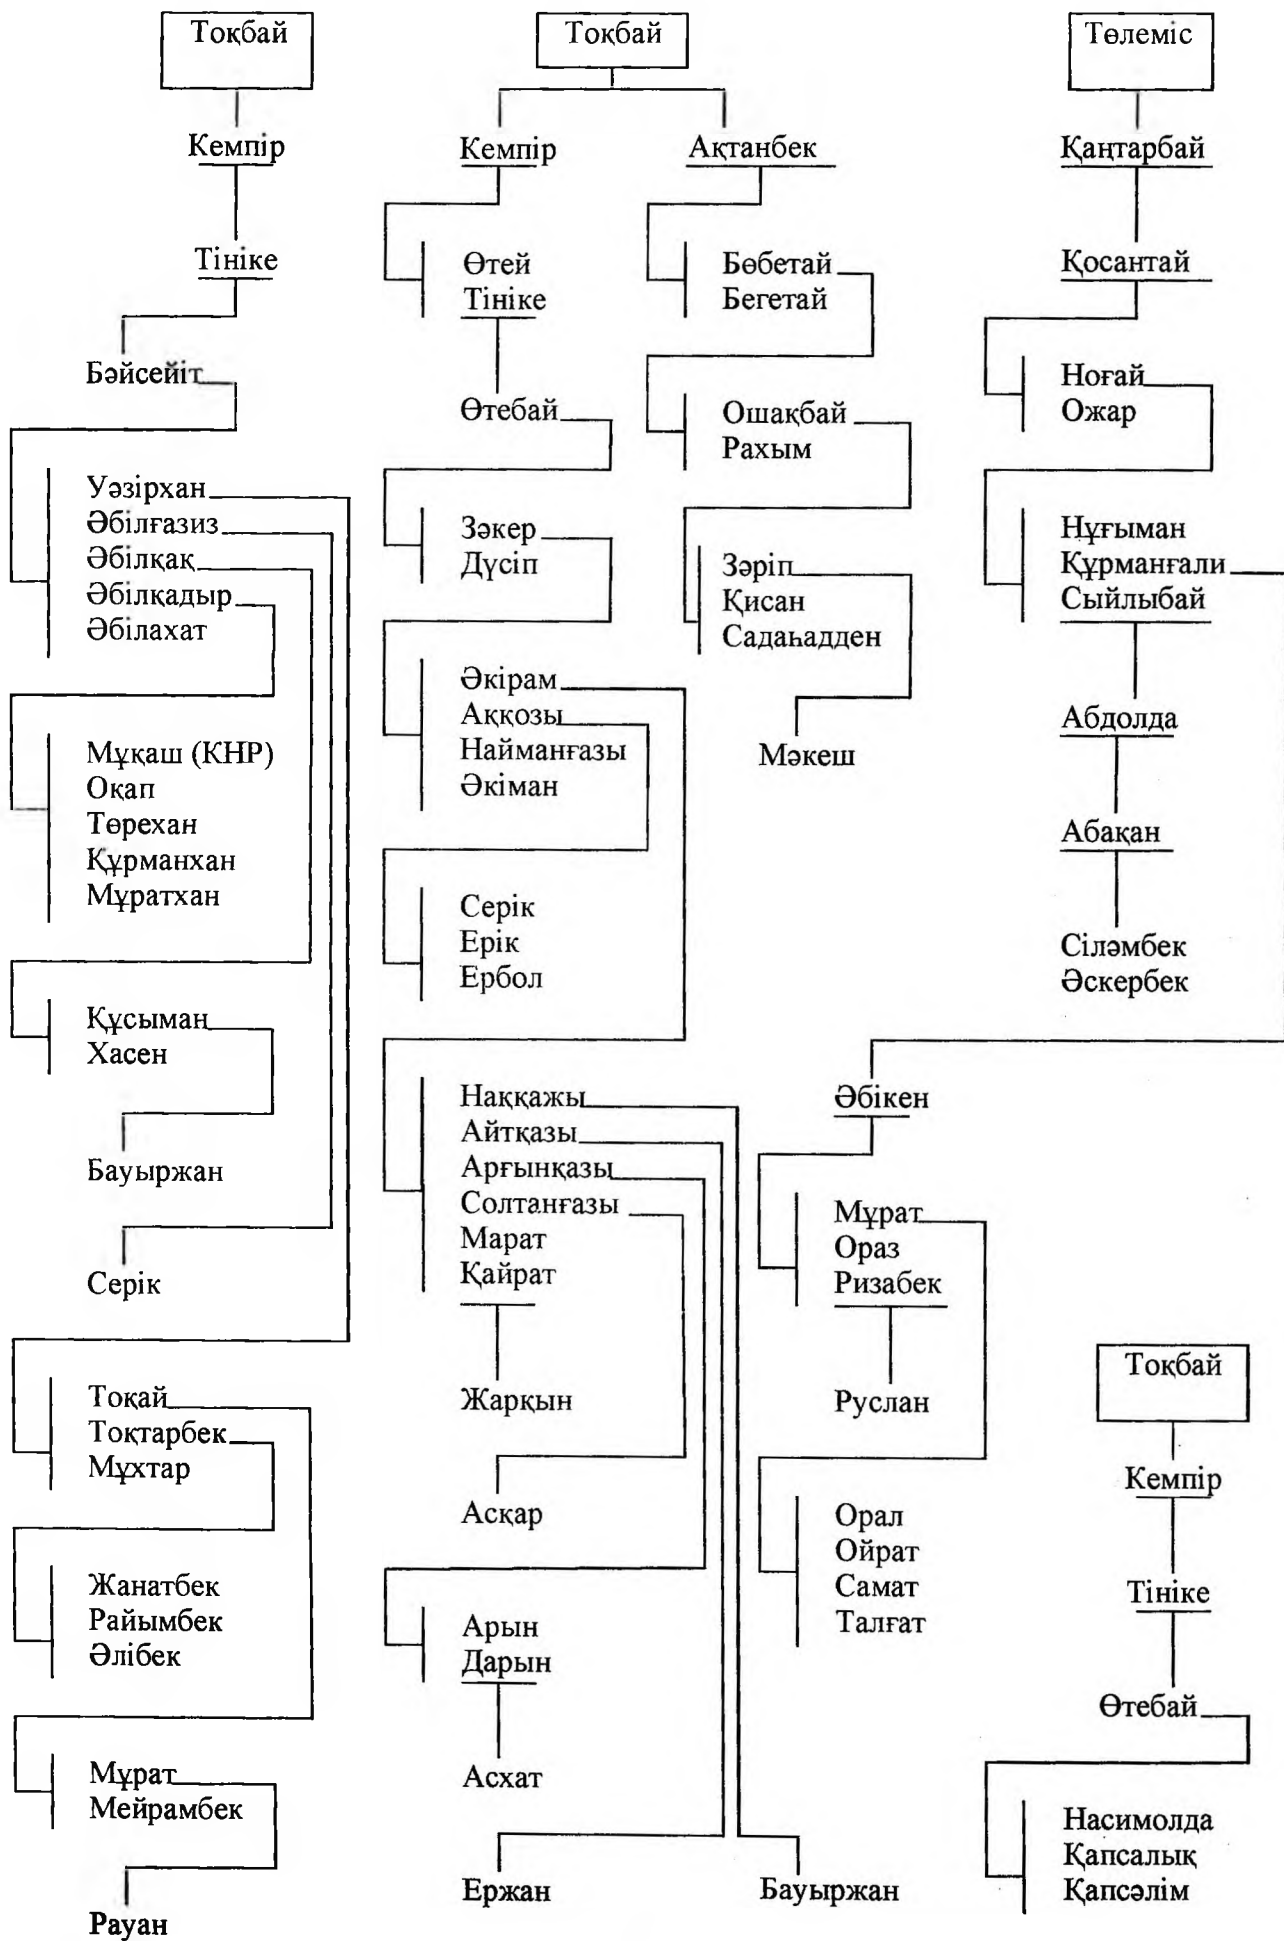 Тоқбай
Кемпір
Тініке
Бәйсейіт
Уәзірхан
Әбілғазиз
Әбілқақ
Әбілқадыр
Әбілахат
Мұқаш (КНР)
Оқап
Төрехан
Құрманхан
Мұратхан
Құсыман
Хасен
Бауыржан
Серік
Тоқай
Тоқтарбек
Мұхтар
Жанатбек
Райымбек
Әлібек
Мұрат
Мейрамбек
Рауан
Тоқбай
Кемпір
Ақтанбек
Өтей
Тініке
Өтебай
Зәкер
Дүсіп
Әкірам
Аққозы
Найманғазы
Әкіман
Серік
Ерік
Ербол
Наққажы
Айтқазы
Арғынқазы
Солтанғазы
Марат
Қайрат
Жарқын
Асқар
Арын
Дарын
Асхат
Ержан
Бауыржан
Бөбетай
Бегетай
Ошақбай
Рахым
Зәріп
Қисан
Садаһадден
Мәкеш
Төлеміс
Қаңтарбай
Қосантай
Ноғай
Ожар
Нұғыман
Құрманғали
Сыйлыбай
Абдолда
Абақан
Сіләмбек
Әскербек
Әбікен
Мұрат
Ораз
Ризабек
Руслан
Орал
Ойрат
Самат
Талғат
Тоқбай
Кемпір
Тініке
Өтебай
Насимолда
Қапсалық
Қапсәлім